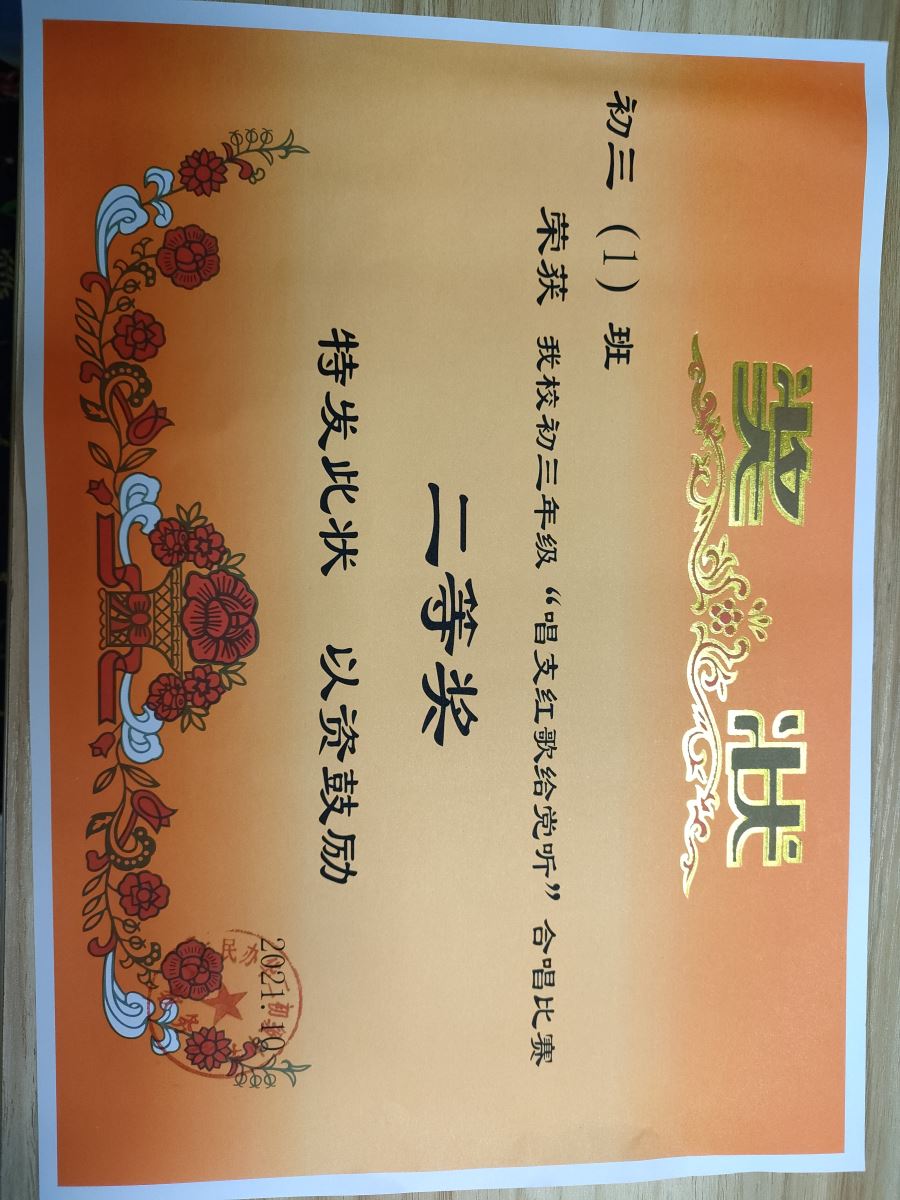 奖状
初三（1）班
荣获 我校初三年级“唱支红歌给党听”合唱比赛
二等奖
特发此状 以资鼓励
2021.10